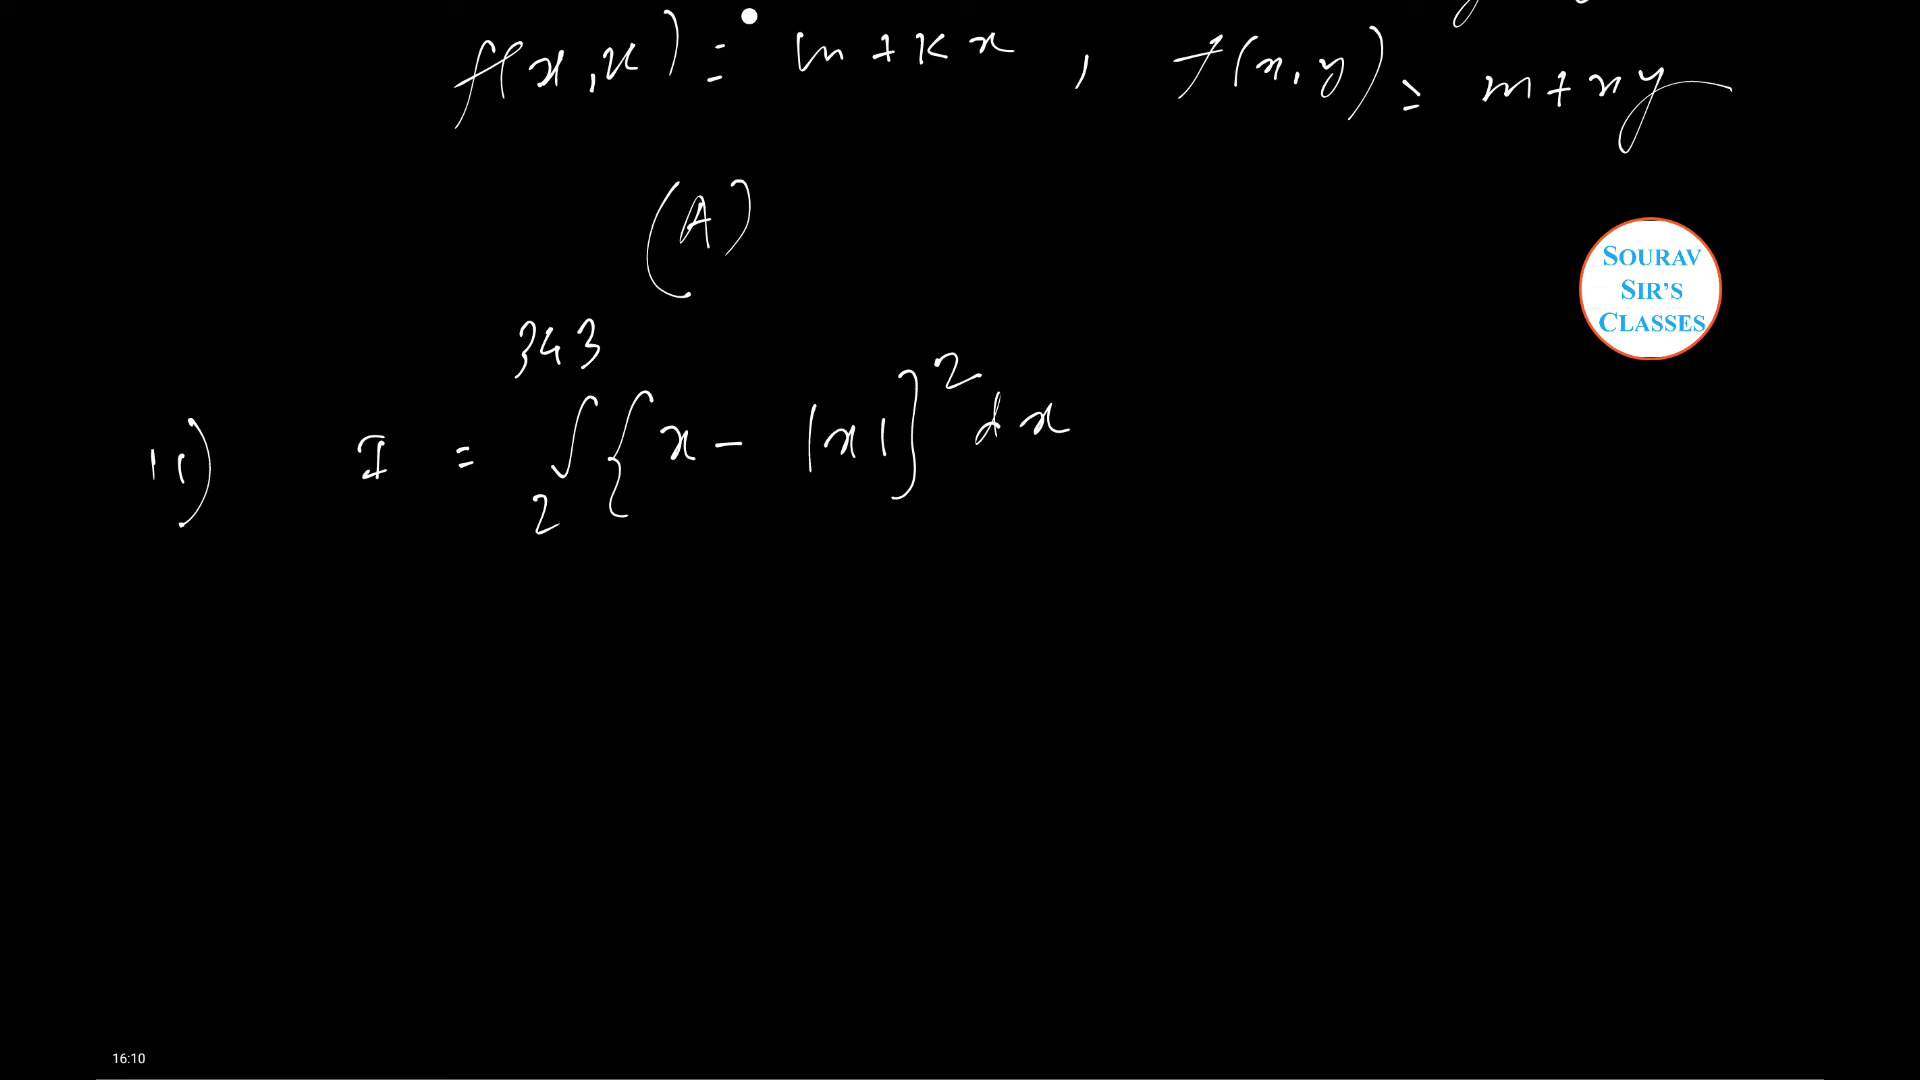 f(x,x) = m + kx , f(x,y) = m + xy
(A)
SOURAV
SIR'S
CLASSES
343
11) I = ∫ { x - |x| }² dx
2
16:10